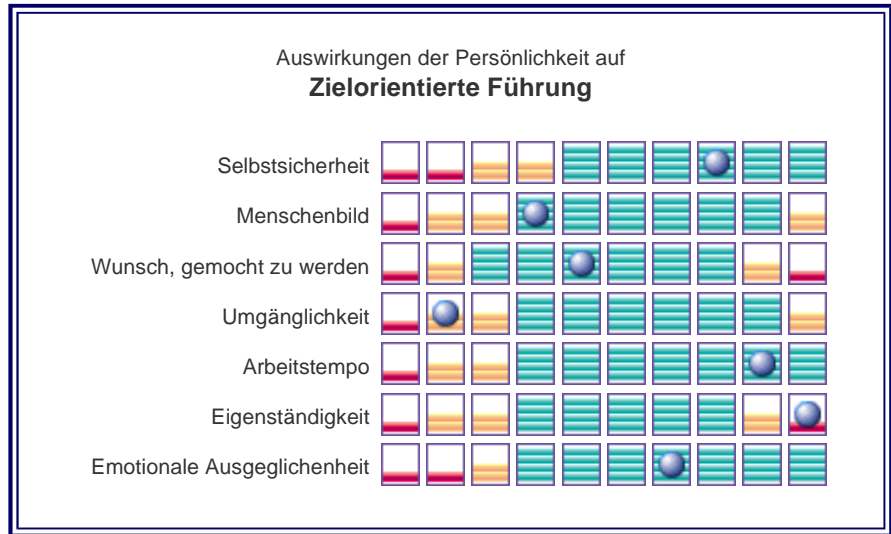 Auswirkungen der Persönlichkeit auf
Zielorientierte Führung
Selbstsicherheit
Menschenbild
Wunsch, gemocht zu werden
Umgänglichkeit
Arbeitstempo
Eigenständigkeit
Emotionale Ausgeglichenheit